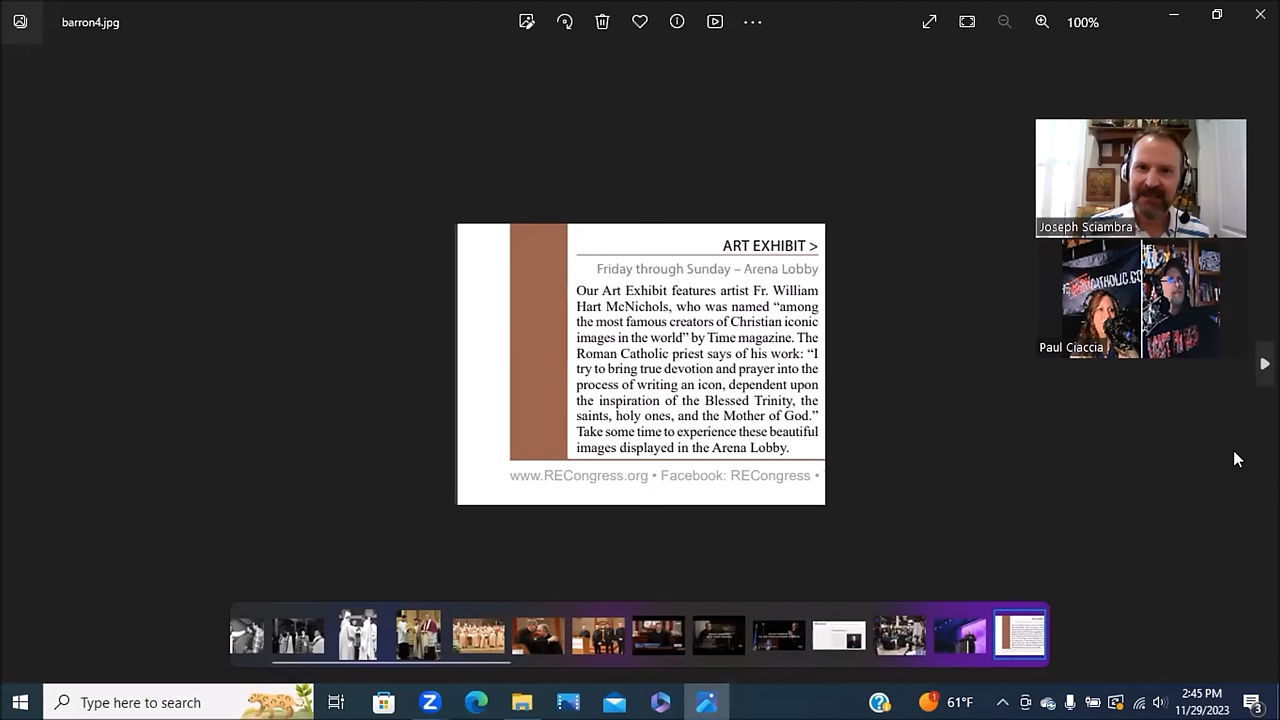 barron4.jpg
100%
ART EXHIBIT >
Friday through Sunday – Arena Lobby
Our Art Exhibit features artist Fr. William
Hart McNichols, who was named “among
the most famous creators of Christian iconic
images in the world” by Time magazine. The
Roman Catholic priest says of his work: “I
try to bring true devotion and prayer into the
process of writing an icon, dependent upon
the inspiration of the Blessed Trinity, the
saints, holy ones, and the Mother of God.”
Take some time to experience these beautiful
images displayed in the Arena Lobby.
www.RECongress.org • Facebook: RECongress •
Joseph Sciambra
CATHOLIC.CO
Paul Ciaccia
Type here to search
Z
1
61°F
2:45 PM
11/29/2023
3